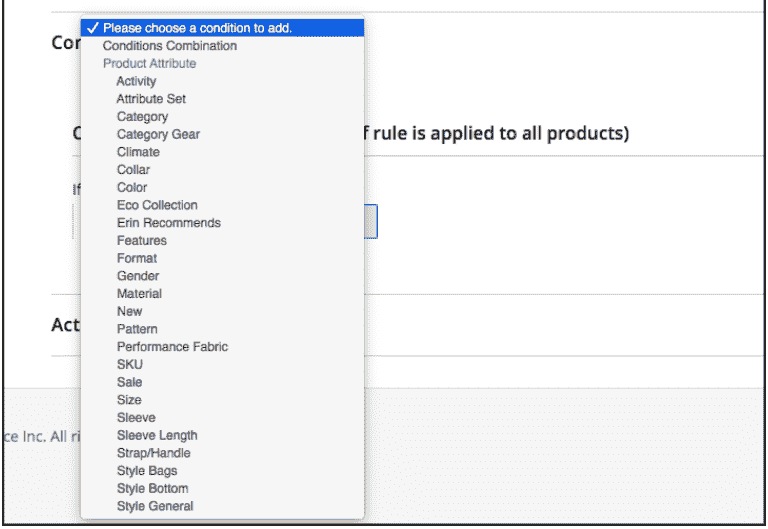 ✓ Please choose a condition to add.
Cor
Conditions Combination
Product Attribute
Activity
Attribute Set
Category
C
Category Gear
f rule is applied to all products)
Climate
Collar
If
Color
Eco Collection
Erin Recommends
Features
Format
Gender
Material
New
Act
Pattern
Performance Fabric
SKU
Sale
Size
Sleeve
ce Inc. All ri
Sleeve Length
Strap/Handle
Style Bags
Style Bottom
Style General